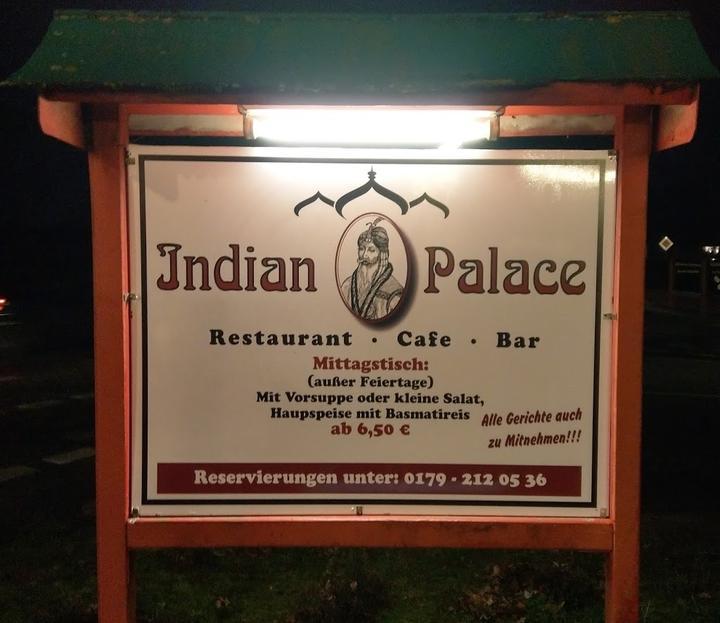 Indian Palace
Restaurant · Cafe · Bar
Mittagstisch:
(außer Feiertage)
Mit Vorsuppe oder kleine Salat,
Haupspeise mit Basmatireis
ab 6,50 €
Alle Gerichte auch
zu Mitnehmen!!!
Reservierungen unter: 0179 - 212 05 36